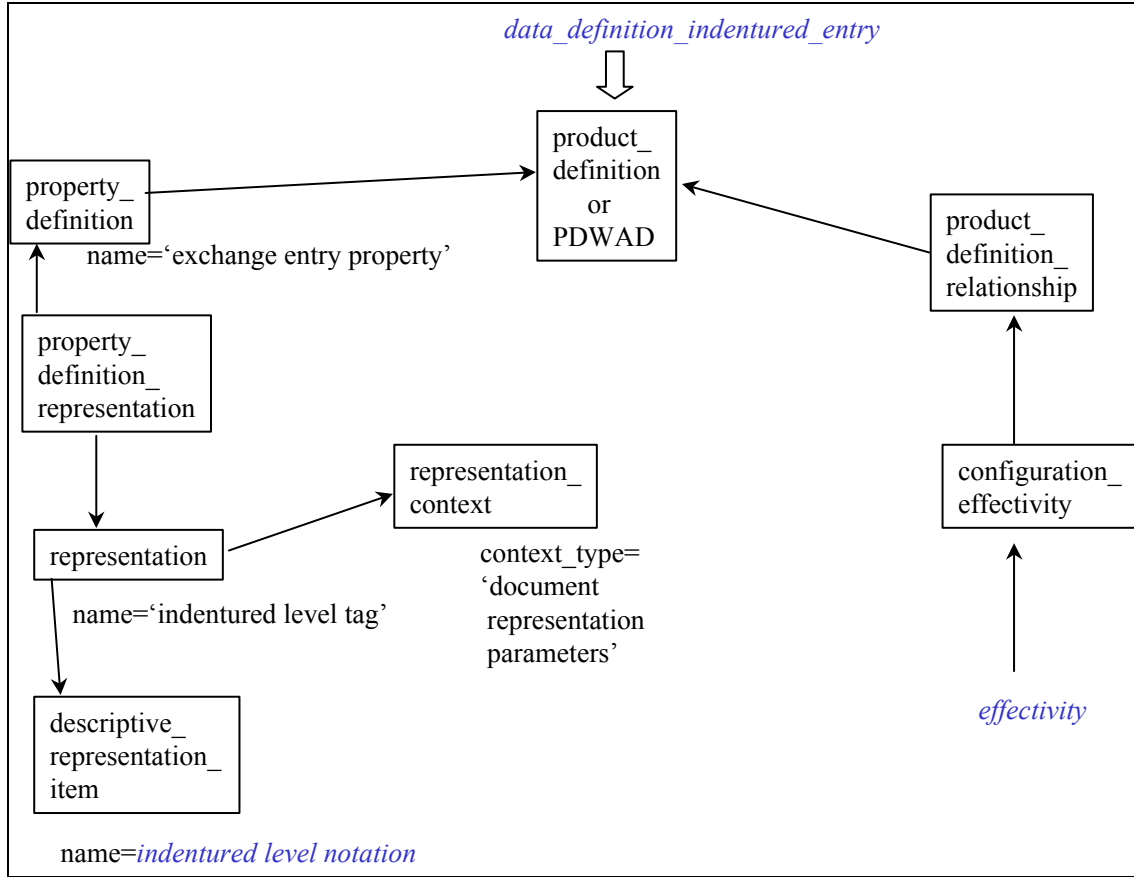 data_definition_indentured_entry
product_
definition
or
PDWAD
property_
definition
name=‘exchange entry property’
product_
definition_
relationship
property_
definition_
representation
representation_
context
configuration_
effectivity
representation
context_type=
‘document
representation
parameters’
name=‘indentured level tag’
effectivity
descriptive_
representation_
item
name=indentured level notation